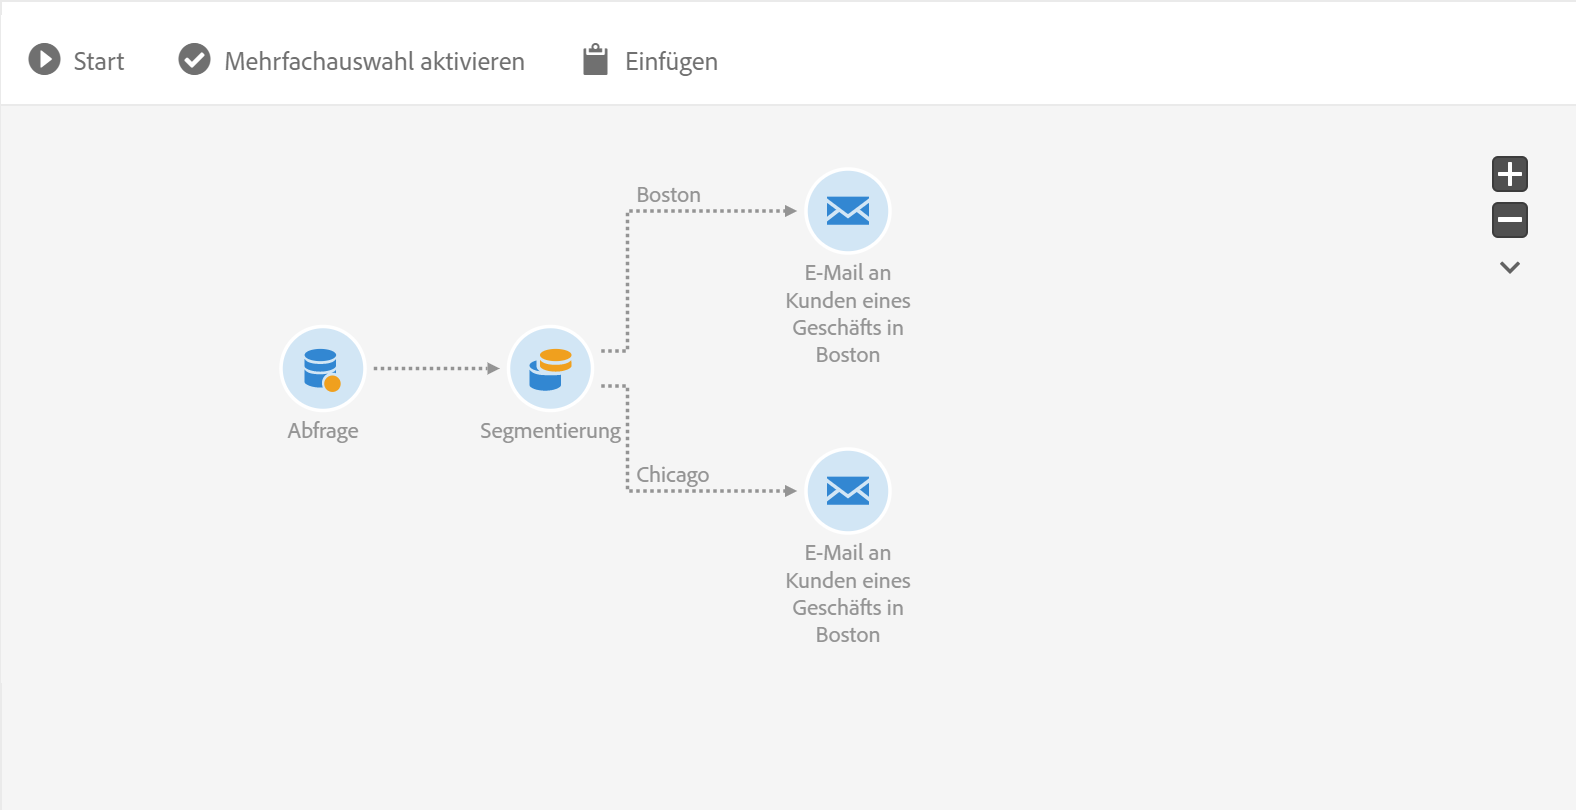 Start
Mehrfachauswahl aktivieren
Einfügen
Boston
E-Mail an
Kunden eines
Geschäfts in
Boston
Abfrage
Segmentierung
Chicago
E-Mail an
Kunden eines
Geschäfts in
Boston